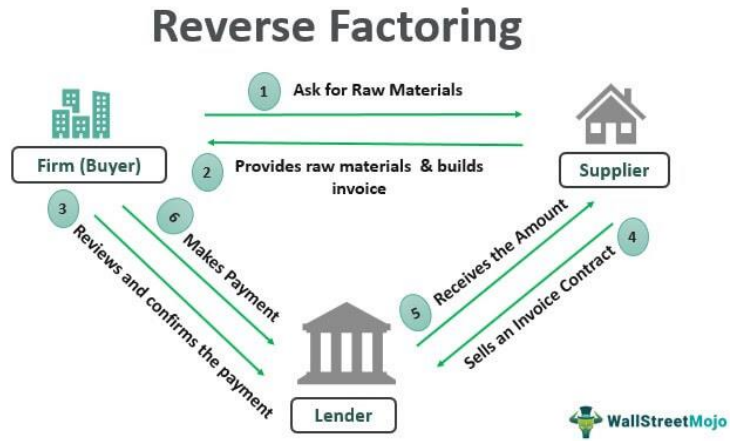 Reverse Factoring
1
Ask for Raw Materials
Firm (Buyer)
2
Provides raw materials & builds
invoice
Supplier
3
Reviews and confirms the payment
6
Makes Payment
5
Receives the Amount
4
Sells an Invoice Contract
Lender
WallStreetMojo